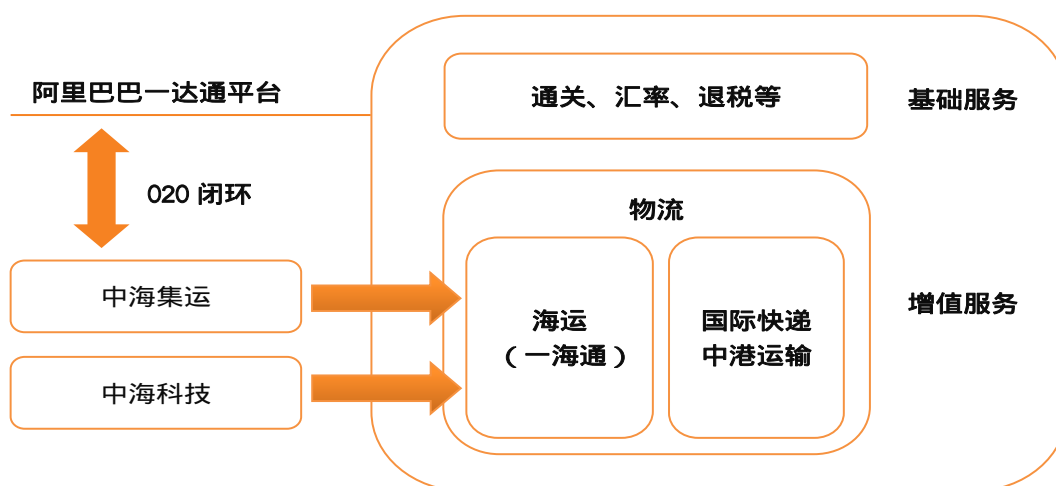 阿里巴巴一达通平台
020 闭环
中海集运
中海科技
通关、汇率、退税等
基础服务
物流
海运
（一海通）
国际快递
中港运输
增值服务